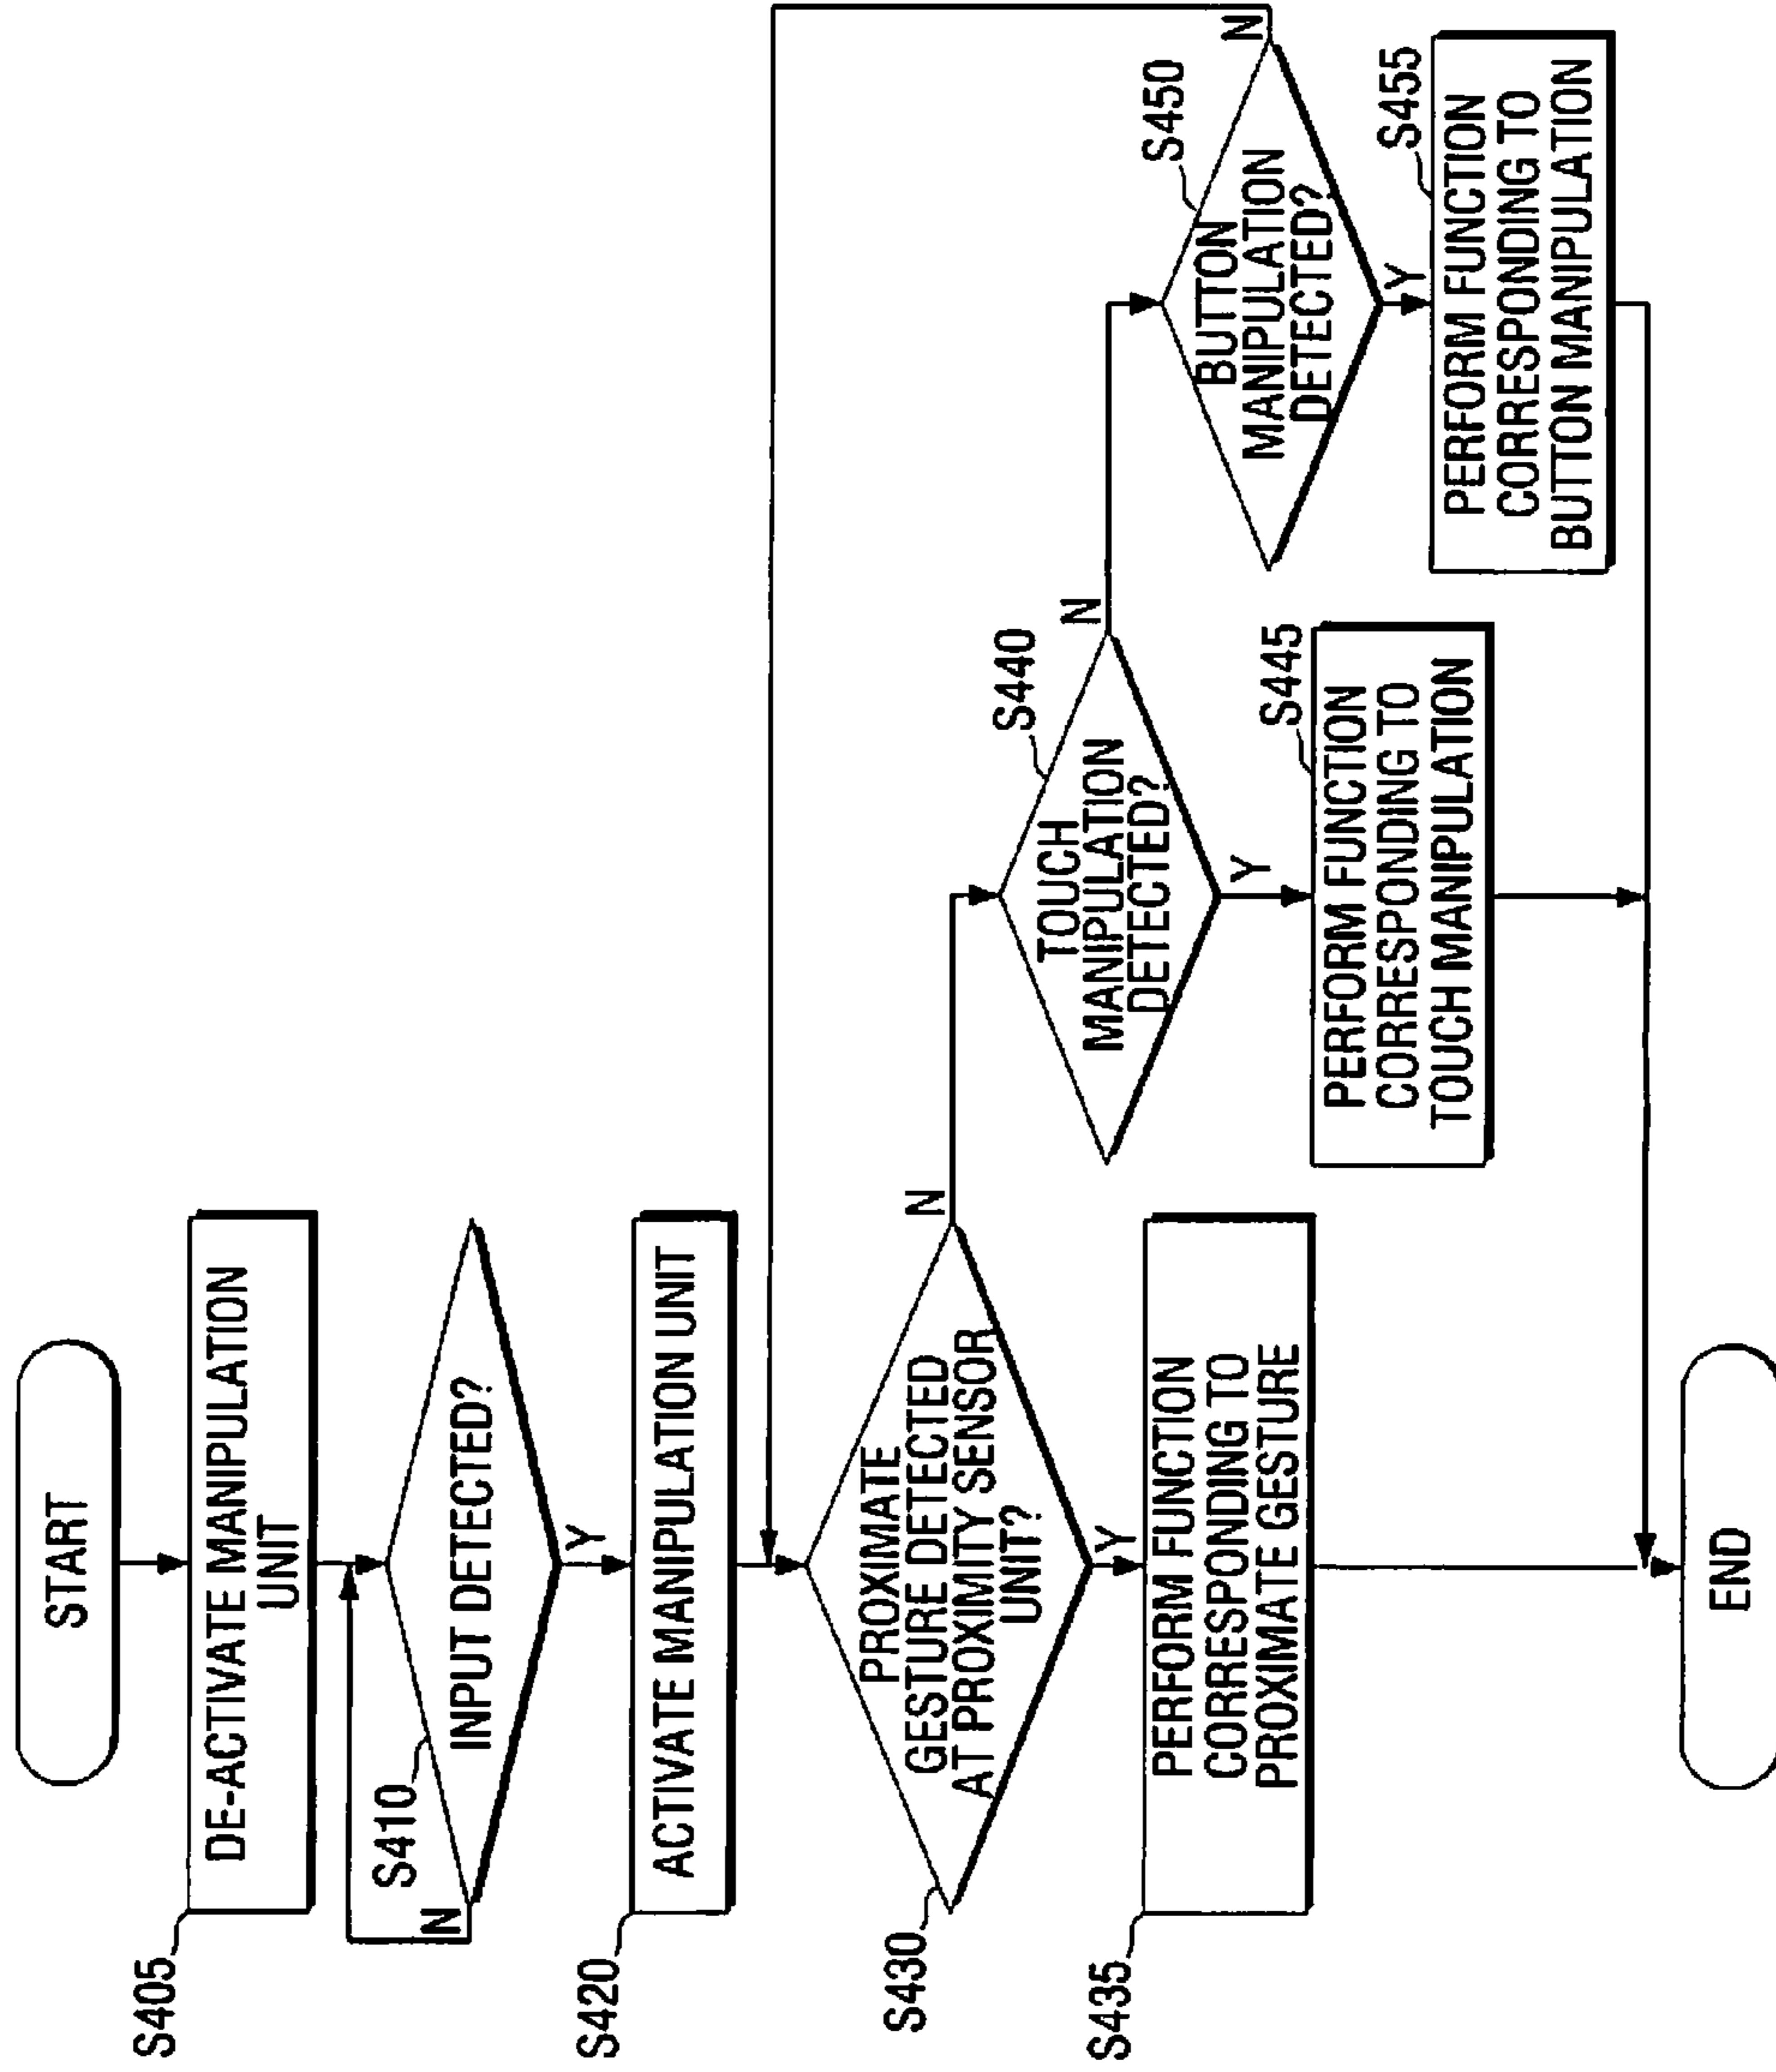 START
S405
DE-ACTIVATE MANIPULATION
UNIT
S410
INPUT DETECTED?
N
Y
S420
ACTIVATE MANIPULATION UNIT
S430
PROXIMATE
GESTURE DETECTED
AT PROXIMITY SENSOR
UNIT?
N
Y
S435
PERFORM FUNCTION
CORRESPONDING TO
PROXIMATE GESTURE
S440
TOUCH
MANIPULATION
DETECTED?
N
Y
S445
PERFORM FUNCTION
CORRESPONDING TO
TOUCH MANIPULATION
S450
BUTTON
MANIPULATION
DETECTED?
N
Y
S455
PERFORM FUNCTION
CORRESPONDING TO
BUTTON MANIPULATION
END